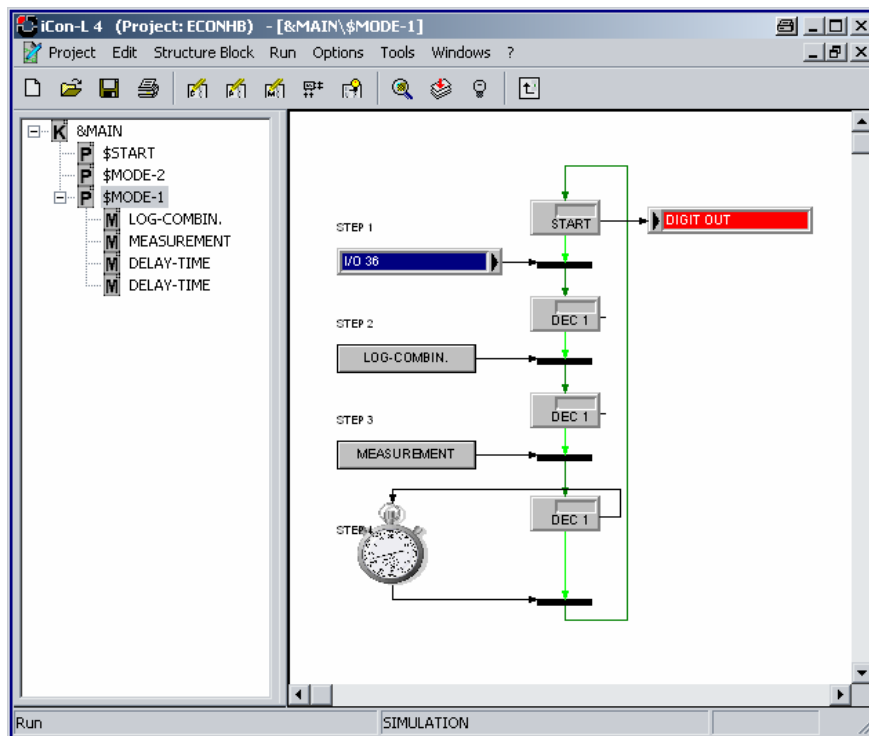 iCon-L 4 (Project: ECONHB) - [&MAIN\$MODE-1]
Project Edit Structure Block Run Options Tools Windows ?
&MAIN
$START
$MODE-2
$MODE-1
LOG-COMBIN.
MEASUREMENT
DELAY-TIME
DELAY-TIME
START
DIGIT OUT
STEP 1
I/O 36
DEC 1
STEP 2
LOG-COMBIN.
DEC 1
STEP 3
MEASUREMENT
DEC 1
STEP
Run SIMULATION